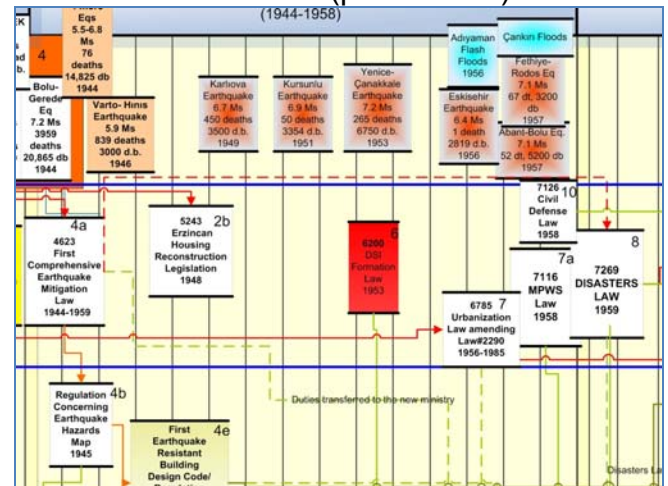 (1944-1958)
EK
4
Eqs
5.5-6.8
Ms
76
deaths
14,825 db
1944
Bolu-
Gerede
Eq
7.2 M
3959
deaths
20,865 db
1944
Varto- Hınıs
Earthquake
5.9 Ms
839 deaths
3000 d.b.
1946
Karlıova
Earthquake
6.7 Ms
450 deaths
3500 d.b.
1949
Kursunlu
Earthquake
6.9 Ms
50 deaths
3354 d.b.
1951
Yenice-
Çanakkale
Earthquake
7.2 Ms
265 deaths
6750 d.b.
1953
Adıyaman
Flash
Floods
1956
Eskisehir
Earthquake
6.4 Ms
1 death
2819 d.b.
1956
Çankırı Floods
Fethiye-
Rodos Eq
7.1 M
67 dt, 3200
db
1957
Abant-Bolu Eq.
7.1 M
52 dt, 5200 db
1957
4a
4623
First
Comprehensive
Earthquake
Mitigation
Law
1944-1959
2b
5243
Erzincan
Housing
Reconstruction
Legislation
1948
6
6200
DSI
Formation
Law
1953
7
6785
Urbanization
Law amending
Law#2290
1956-1985
10
7126
Civil
Defense
Law
1958
7a
7116
MPWS
Law
1958
8
7269
DISASTERS
LAW
1959
4b
Regulation
Concerning
Earthquake
Hazards
Map
1945
4e
First
Earthquake
Resistant
Building
Design Code/
Duties transferred to the new ministry
Disasters La